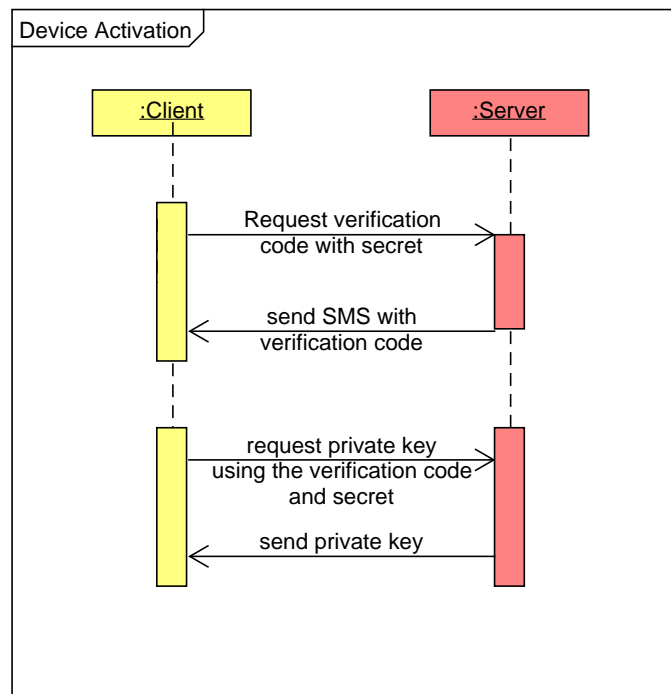 Device Activation
:Client
:Server
Request verification
code with secret
send SMS with
verification code
request private key
using the verification code
and secret
send private key